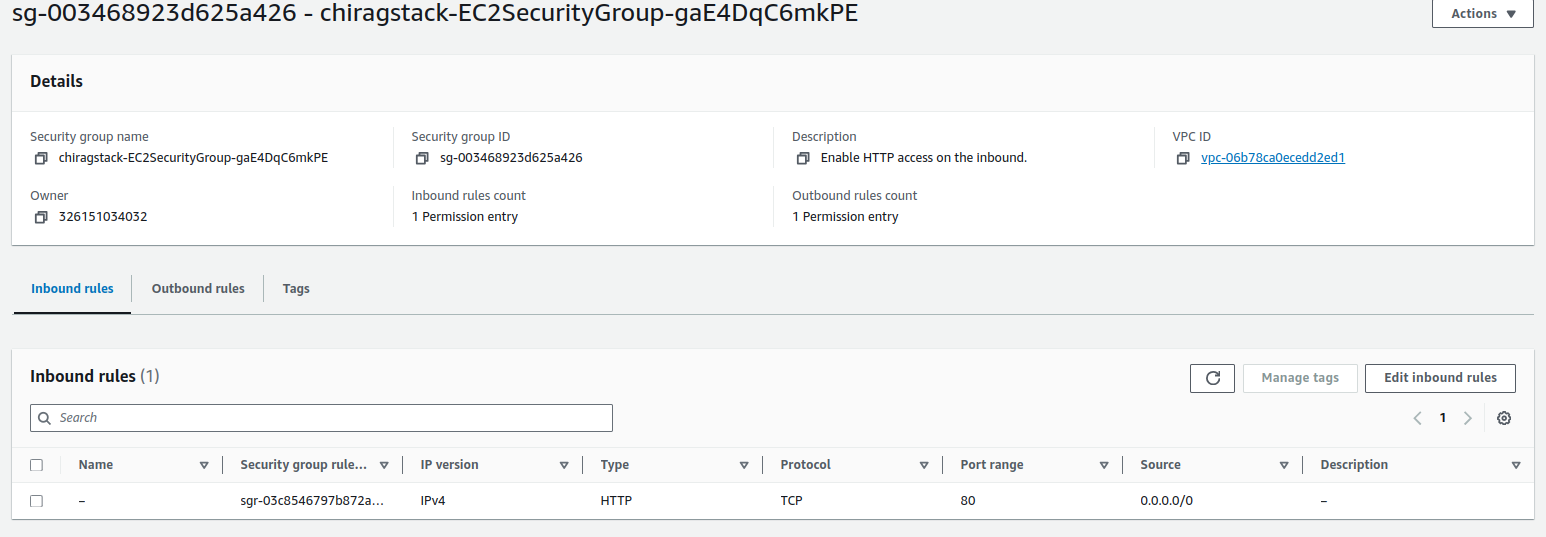 sg-003468923d625a426 - chiragstack-EC2SecurityGroup-gaE4DqC6mkPE
Actions
Details
Security group name
chiragstack-EC2SecurityGroup-gaE4DqC6mkPE
Security group ID
sg-003468923d625a426
Description
Enable HTTP access on the inbound.
VPC ID
vpc-06b78ca0ecedd2ed1
Owner
326151034032
Inbound rules count
1 Permission entry
Outbound rules count
1 Permission entry
Inbound rules Outbound rules Tags
Inbound rules (1)
Manage tags Edit inbound rules
Search
1
Name Security group rule... IP version Type Protocol Port range Source Description
– sgr-03c8546797b872a... IPv4 HTTP TCP 80 0.0.0.0/0 –